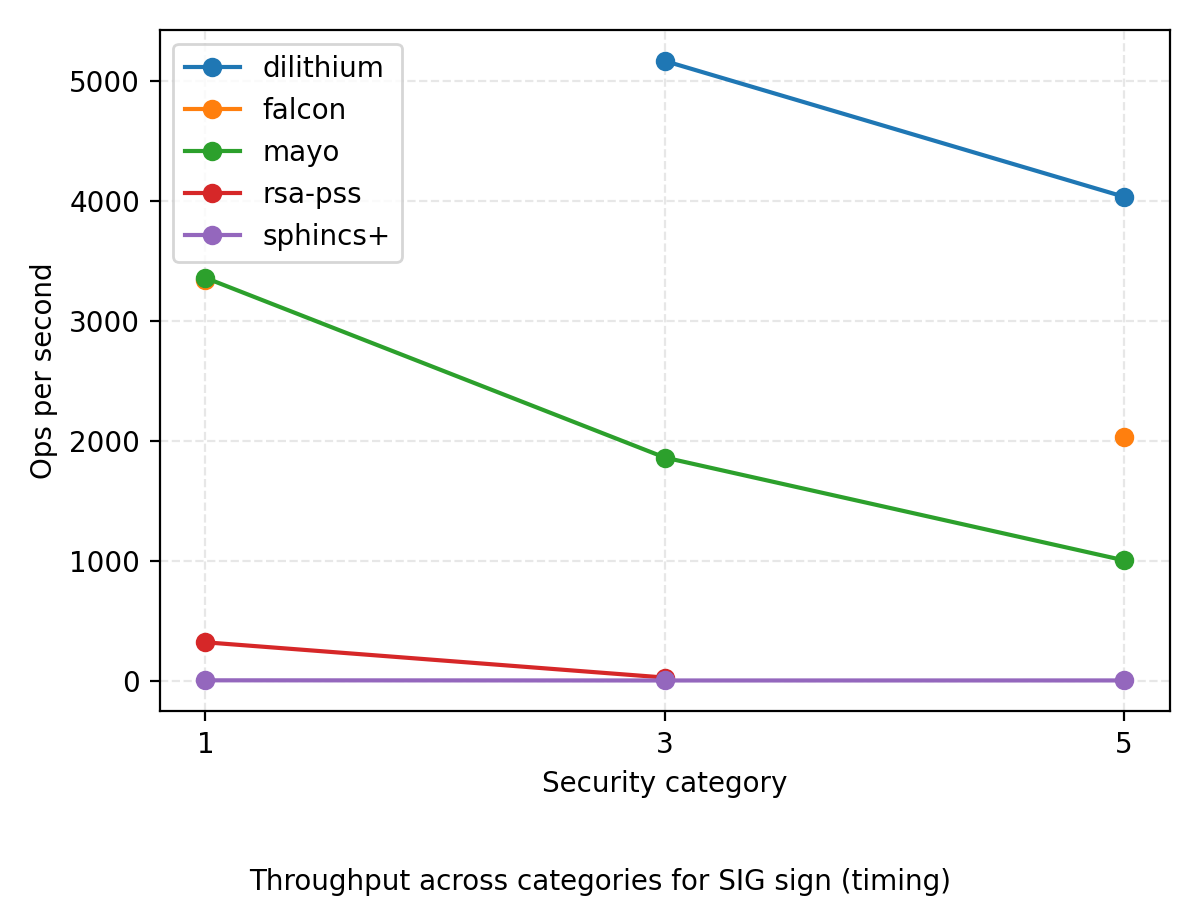 dilithium
falcon
mayo
rsa-pss
sphincs+
5000
4000
3000
2000
1000
0
Ops per second
1 3 5
Security category
Throughput across categories for SIG sign (timing)